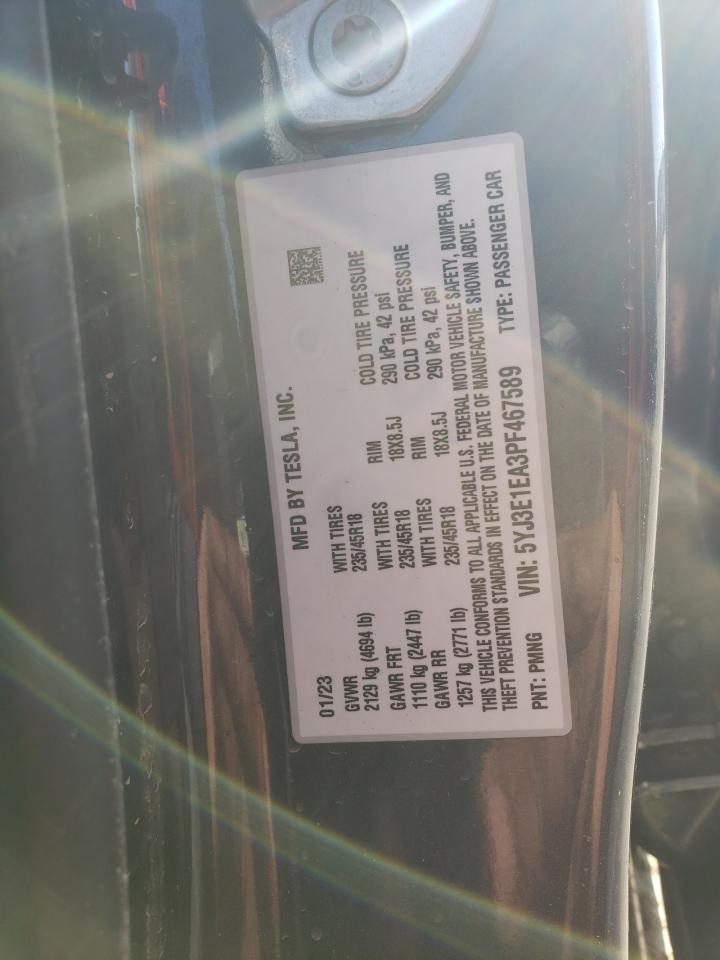 MFD BY TESLA, INC.
01/23
GVWR
2129 kg (4694 lb)
WITH TIRES
235/45R18
RIM
18X8.5J
COLD TIRE PRESSURE
290 kPa, 42 psi
GAWR FRT
1110 kg (2447 lb)
WITH TIRES
235/45R18
RIM
18X8.5J
COLD TIRE PRESSURE
290 kPa, 42 psi
GAWR RR
1257 kg (2771 lb)
WITH TIRES
235/45R18
THIS VEHICLE CONFORMS TO ALL APPLICABLE U.S. FEDERAL MOTOR VEHICLE SAFETY, BUMPER, AND
THEFT PREVENTION STANDARDS IN EFFECT ON THE DATE OF MANUFACTURE SHOWN ABOVE.
PNT: PMNG VIN: 5YJ3E1EA3PF467589 TYPE: PASSENGER CAR